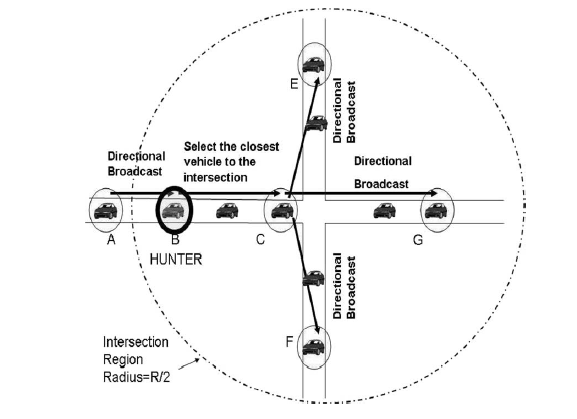 E
Directional
Broadcast
Directional
Broadcast
Select the closest
vehicle to the
intersection
Directional
Broadcast
A
B
C
G
HUNTER
Directional
Broadcast
F
Intersection
Region
Radius=R/2